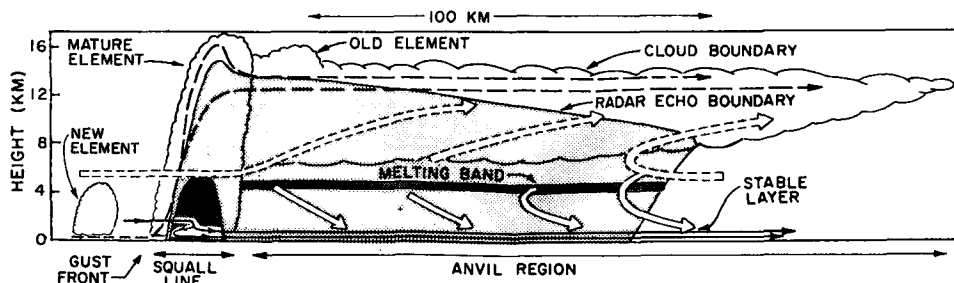 100 KM
16
12
8
4
0
HEIGHT (KM)
MATURE
ELEMENT
OLD ELEMENT
CLOUD BOUNDARY
RADAR ECHO BOUNDARY
NEW
ELEMENT
MELTING BAND
STABLE
LAYER
GUST
FRONT
SQUALL
LINE
ANVIL REGION